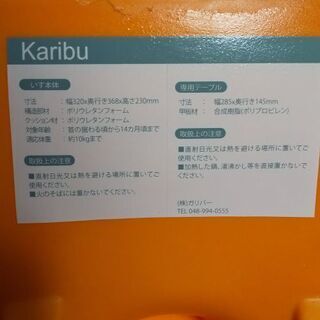 Karibu
いす本体
寸法 : 幅320x奥行き368x高さ230mm
構造部材 : ポリウレタンフォーム
クッション材 : ポリウレタンフォーム
対象年齢 : 首の据わる頃から14カ月頃まで
適応体重 : 約10kgまで
取扱上の注意
■直射日光又は熱を避ける場所に置いてご
使用ください。
■火のそばには置かないでください。
専用テーブル
寸法 : 幅285x奥行き145mm
甲板材 : 合成樹脂(ポリプロピレン)
取扱上の注意
■直射日光又は熱を避ける場所に置いてご
使用ください。
■加熱した鍋、湯沸かし等を直接置かないで
ください。
(株)ガリバー
TEL 048-994-0555